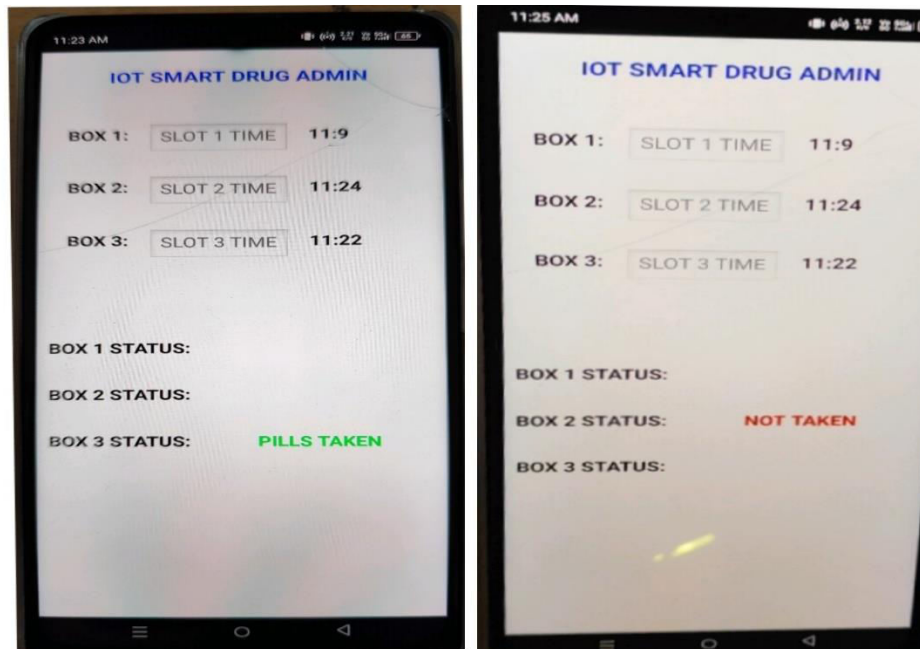 11:23 AM
66
IOT SMART DRUG ADMIN
BOX 1: SLOT 1 TIME 11:9
BOX 2: SLOT 2 TIME 11:24
BOX 3: SLOT 3 TIME 11:22
BOX 1 STATUS:
BOX 2 STATUS:
BOX 3 STATUS: PILLS TAKEN
11:25 AM
IOT SMART DRUG ADMIN
BOX 1: SLOT 1 TIME 11:9
BOX 2: SLOT 2 TIME 11:24
BOX 3: SLOT 3 TIME 11:22
BOX 1 STATUS:
BOX 2 STATUS: NOT TAKEN
BOX 3 STATUS: